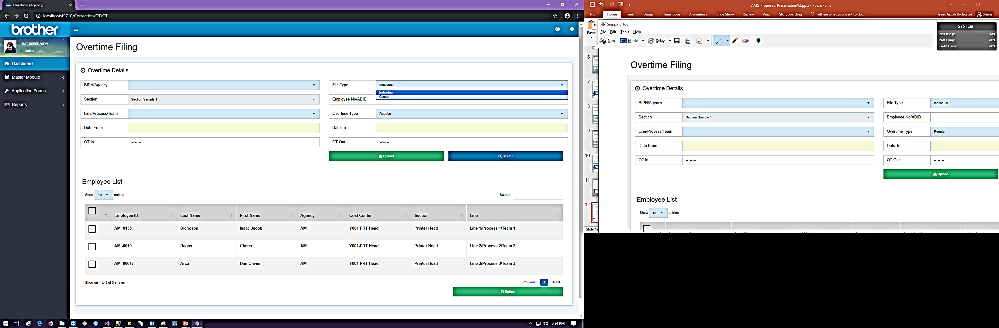 Overtime (Agency)
localhost:49710/Correction/OT/OT
brother
Test username
Online
Dashboard
Master Module
Application Forms
Reports
Overtime Filing
Overtime Details
BIPH/Agency
File Type Individual
Individual
Group
Section Section Sample 1
Employee No/ADID
Line/Process/Team
Overtime Type Regular
Date From
Date To
OT In --:-- --
OT Out --:-- --
Upload
Search
Employee List
Show 10 entries
Search:
Employee ID Last Name First Name Agency Cost Center Section Line
AMI-0135 Dichoson Isaac Jacob AMI Y001-PRT Head Printer Head Line 1/Process 1/Team 1
AMI-0010 Ragas Cheter AMI Y001-PRT Head Printer Head Line 2/Process 2/Team 2
AMI-00017 Arca Dan Olivier AMI Y001-PRT Head Printer Head Line 3/Process 3/Team 3
Showing 1 to 3 of 3 entries
Previous 1 Next
Submit
3:34 PM
AMS_Proposed_PresentationV2.pptx - PowerPoint
File Home Insert Design Transitions Animations Slide Show Review View Storyboarding Tell me what you want to do... Isaac Jacob Dichoson Share
Paste
Snipping Tool
File Edit Tools Help
New Mode Delay
SYSTEM
CPU Usage 14%
RAM Usage 80%
SWAP Usage 80%
6
7
8
9
10
11
12
Slide 12
Overtime Filing
Overtime Details
BIPH/Agency
File Type Individual
Section Section Sample 1
Employee No/ADID
Line/Process/Team
Overtime Type Regular
Date From
Date To
OT In --:-- --
OT Out --:-- --
Upload
Employee List
Show 10 entries
Employee ID Last Name First Name Agency Cost Center Section